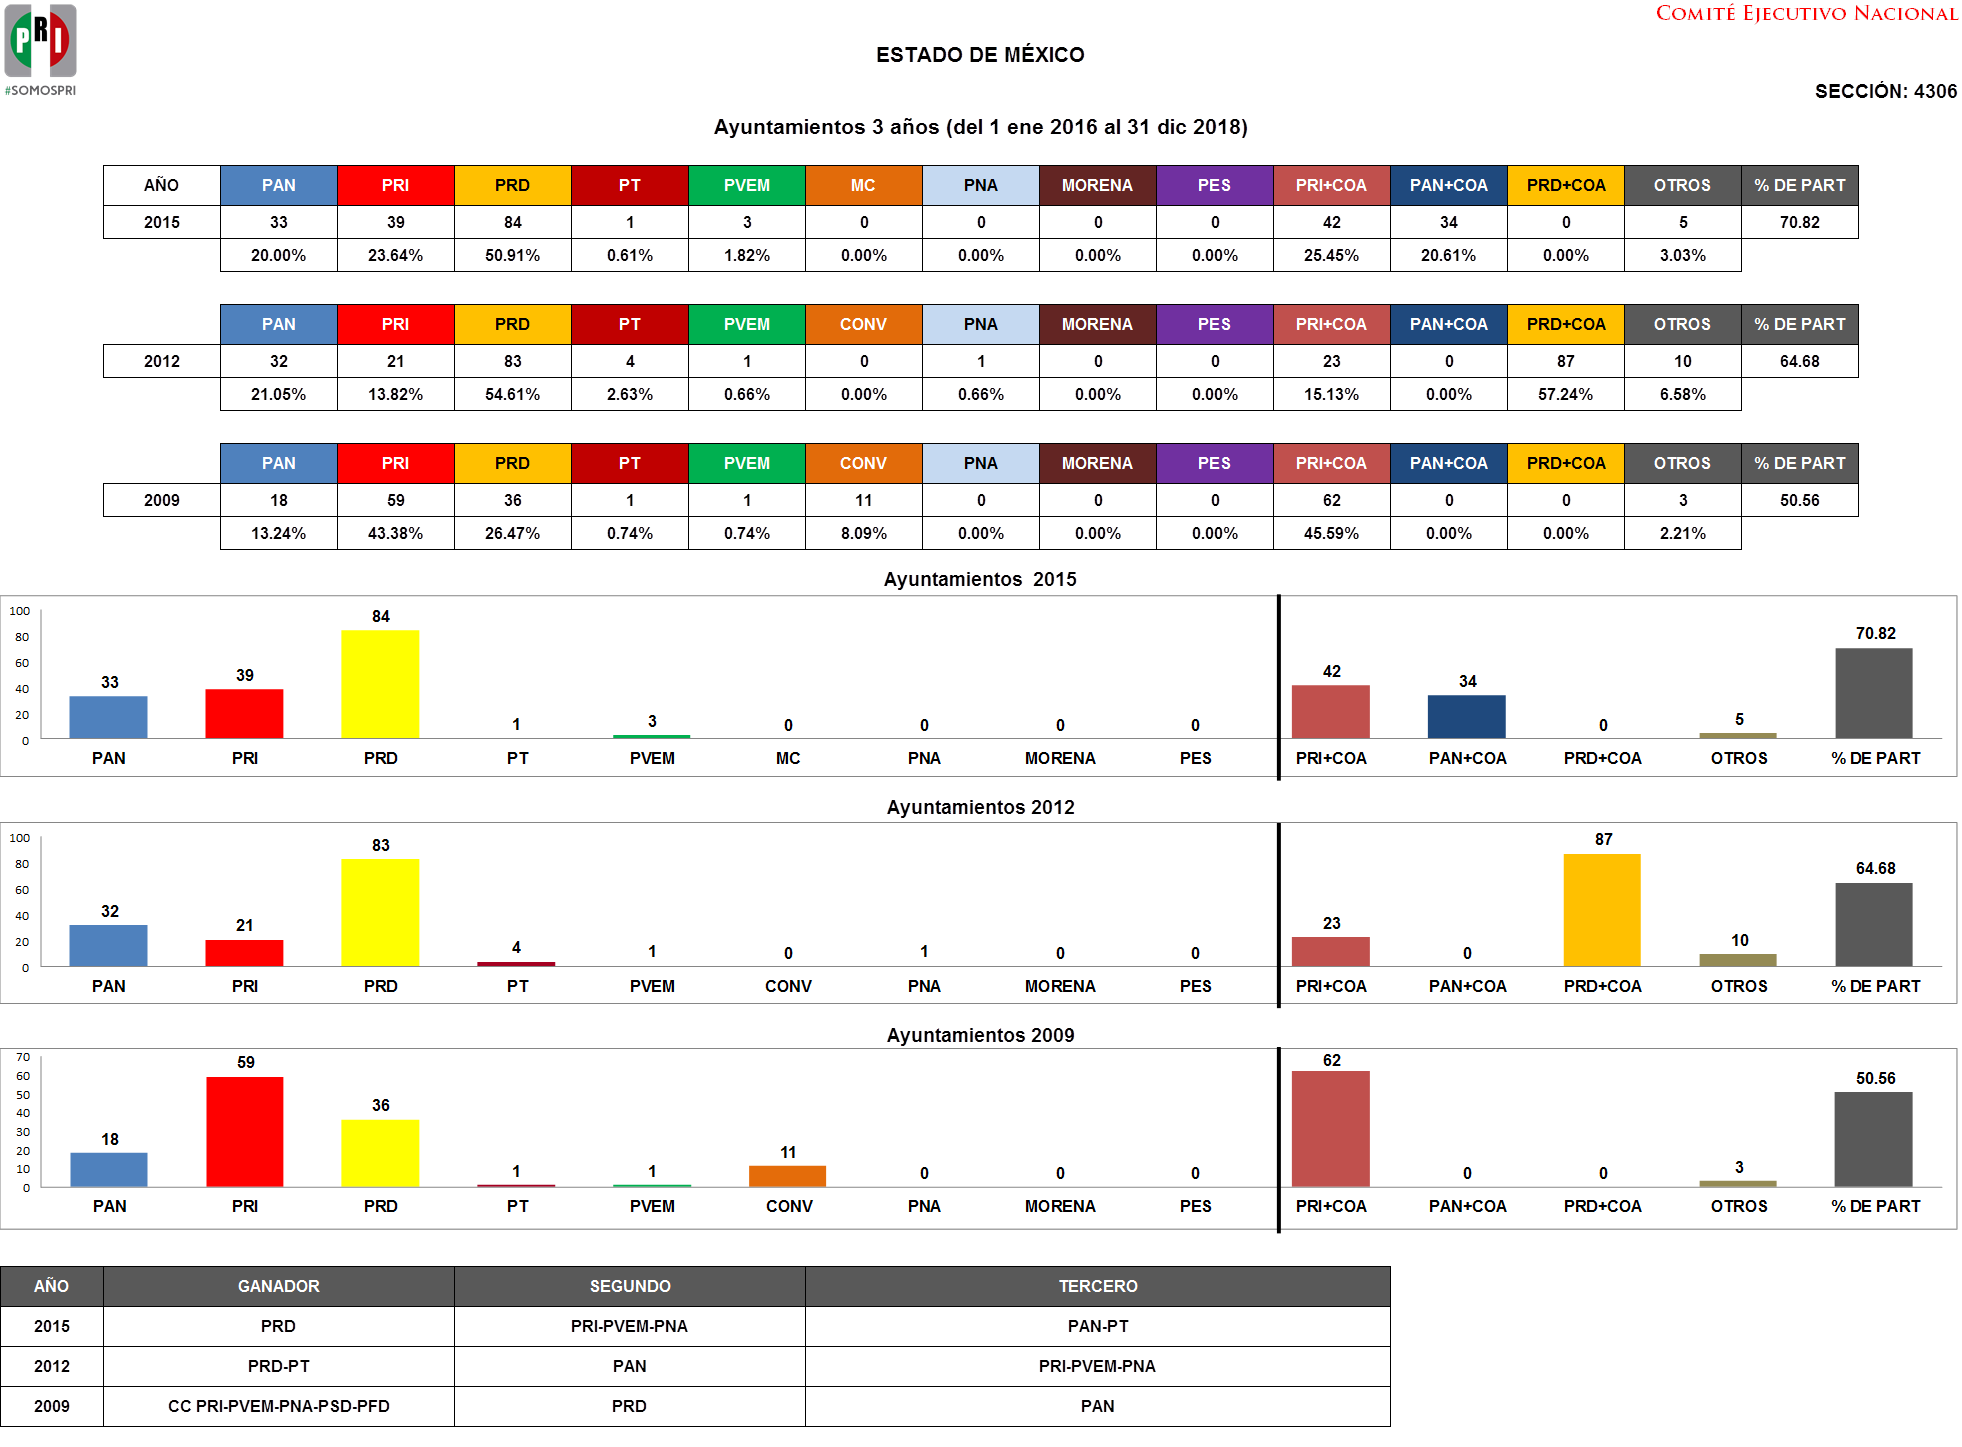 PRI
#SOMOSPRI
COMITÉ EJECUTIVO NACIONAL
ESTADO DE MÉXICO
SECCIÓN: 4306
Ayuntamientos 3 años (del 1 ene 2016 al 31 dic 2018)
AÑO PAN PRI PRD PT PVEM MC PNA MORENA PES PRI+COA PAN+COA PRD+COA OTROS % DE PART
2015 33 39 84 1 3 0 0 0 0 42 34 0 5 70.82
20.00% 23.64% 50.91% 0.61% 1.82% 0.00% 0.00% 0.00% 0.00% 25.45% 20.61% 0.00% 3.03%
PAN PRI PRD PT PVEM CONV PNA MORENA PES PRI+COA PAN+COA PRD+COA OTROS % DE PART
2012 32 21 83 4 1 0 1 0 0 23 0 87 10 64.68
21.05% 13.82% 54.61% 2.63% 0.66% 0.00% 0.66% 0.00% 0.00% 15.13% 0.00% 57.24% 6.58%
PAN PRI PRD PT PVEM CONV PNA MORENA PES PRI+COA PAN+COA PRD+COA OTROS % DE PART
2009 18 59 36 1 1 11 0 0 0 62 0 0 3 50.56
13.24% 43.38% 26.47% 0.74% 0.74% 8.09% 0.00% 0.00% 0.00% 45.59% 0.00% 0.00% 2.21%
Ayuntamientos 2015
100
80
60
40
20
0
33 39 84 1 3 0 0 0 0 42 34 0 5 70.82
PAN PRI PRD PT PVEM MC PNA MORENA PES PRI+COA PAN+COA PRD+COA OTROS % DE PART
Ayuntamientos 2012
100
80
60
40
20
0
32 21 83 4 1 0 1 0 0 23 0 87 10 64.68
PAN PRI PRD PT PVEM CONV PNA MORENA PES PRI+COA PAN+COA PRD+COA OTROS % DE PART
Ayuntamientos 2009
70
60
50
40
30
20
10
0
18 59 36 1 1 11 0 0 0 62 0 0 3 50.56
PAN PRI PRD PT PVEM CONV PNA MORENA PES PRI+COA PAN+COA PRD+COA OTROS % DE PART
AÑO GANADOR SEGUNDO TERCERO
2015 PRD PRI-PVEM-PNA PAN-PT
2012 PRD-PT PAN PRI-PVEM-PNA
2009 CC PRI-PVEM-PNA-PSD-PFD PRD PAN